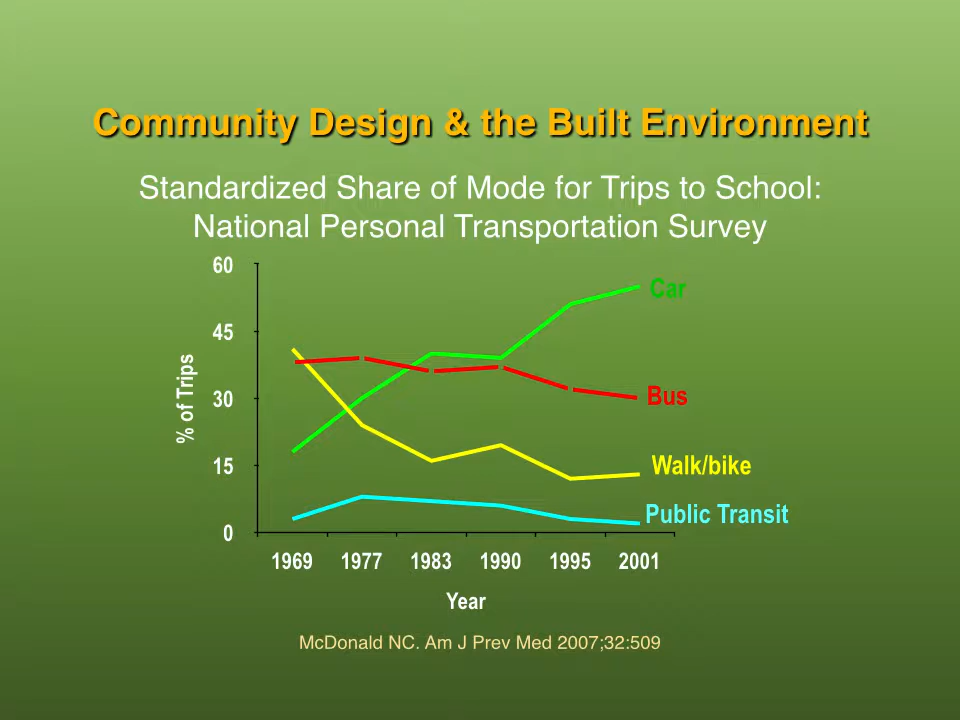 Community Design & the Built Environment
Standardized Share of Mode for Trips to School:
National Personal Transportation Survey
60
45
30
15
0
% of Trips
Car
Bus
Walk/bike
Public Transit
1969 1977 1983 1990 1995 2001
Year
McDonald NC. Am J Prev Med 2007;32:509